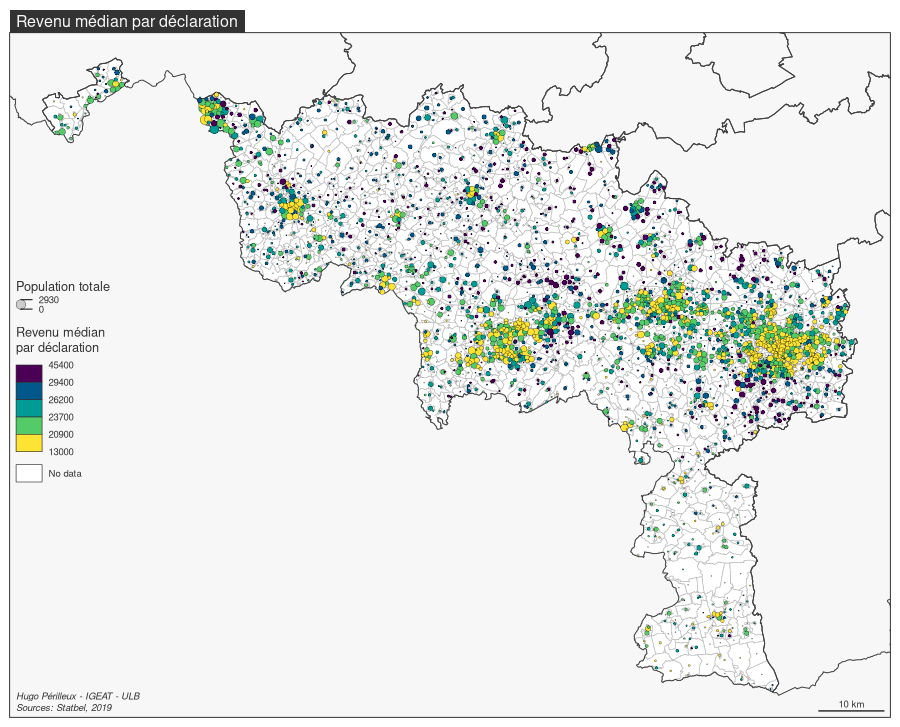 Revenu médian par déclaration
Population totale
2930
0
Revenu médian
par déclaration
45400
29400
26200
23700
20900
13000
No data
Hugo Périlleux - IGEAT - ULB
Sources: Statbel, 2019
10 km